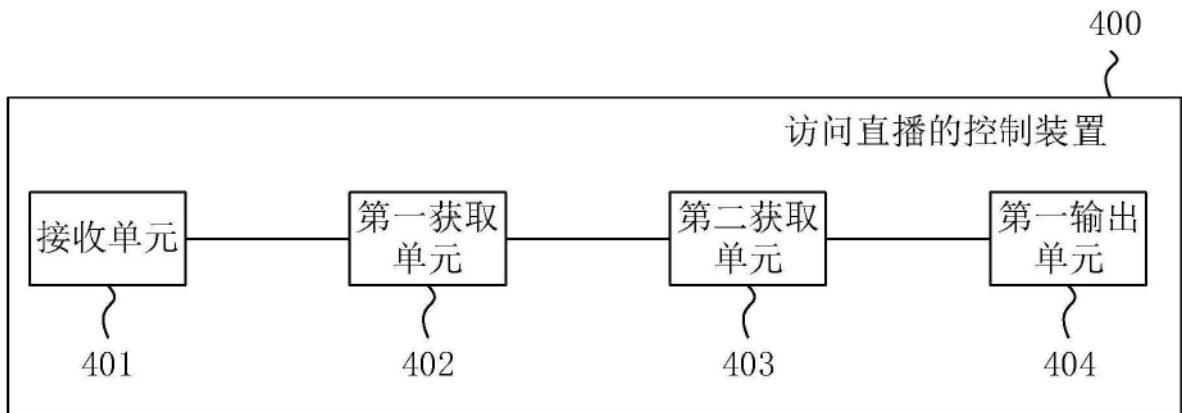 400
访问直播的控制装置
接收单元
第一获取
单元
第二获取
单元
第一输出
单元
401
402
403
404